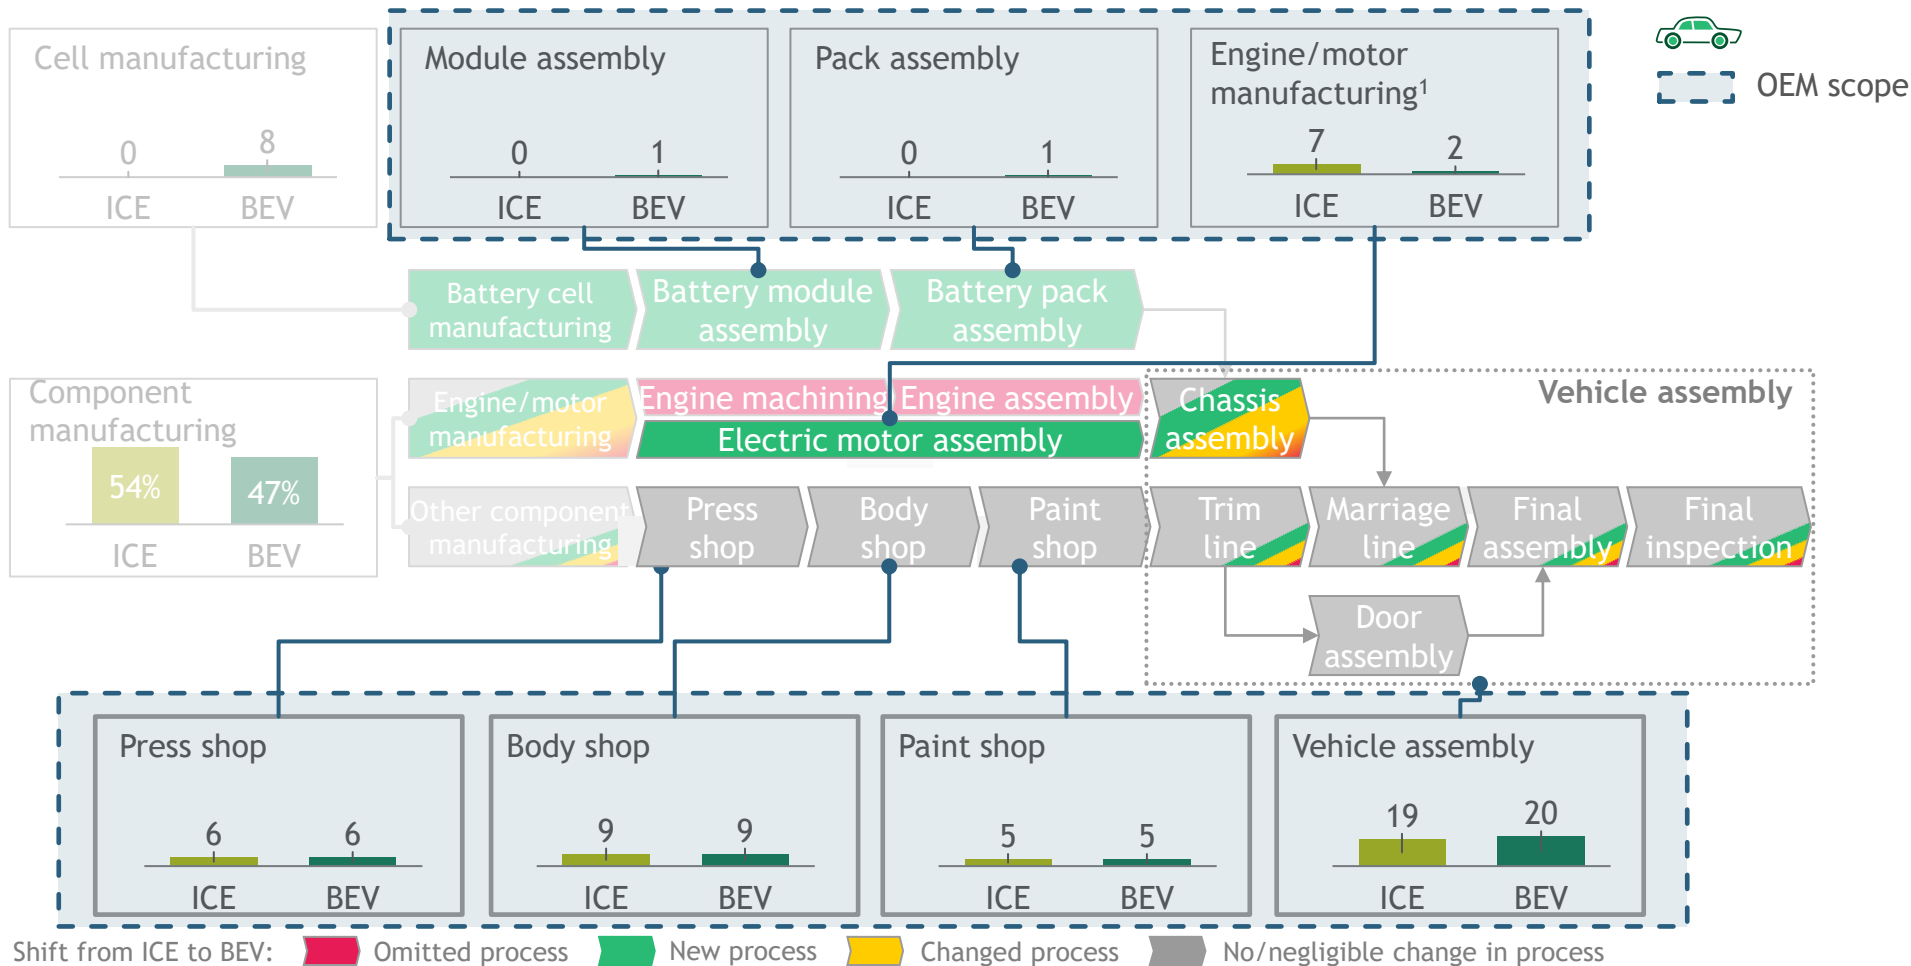 Cell manufacturing
0
8
ICE
BEV
Module assembly
0
1
ICE
BEV
Pack assembly
0
1
ICE
BEV
Engine/motor
manufacturing¹
7
2
ICE
BEV
OEM scope
Battery cell
manufacturing
Battery module
assembly
Battery pack
assembly
Component
manufacturing
54%
47%
ICE
BEV
Engine/motor
manufacturing
Engine machining
Engine assembly
Electric motor assembly
Chassis
assembly
Vehicle assembly
Other component
manufacturing
Press
shop
Body
shop
Paint
shop
Trim
line
Marriage
line
Final
assembly
Final
inspection
Door
assembly
Press shop
6
6
ICE
BEV
Body shop
9
9
ICE
BEV
Paint shop
5
5
ICE
BEV
Vehicle assembly
19
20
ICE
BEV
Shift from ICE to BEV:
Omitted process
New process
Changed process
No/negligible change in process